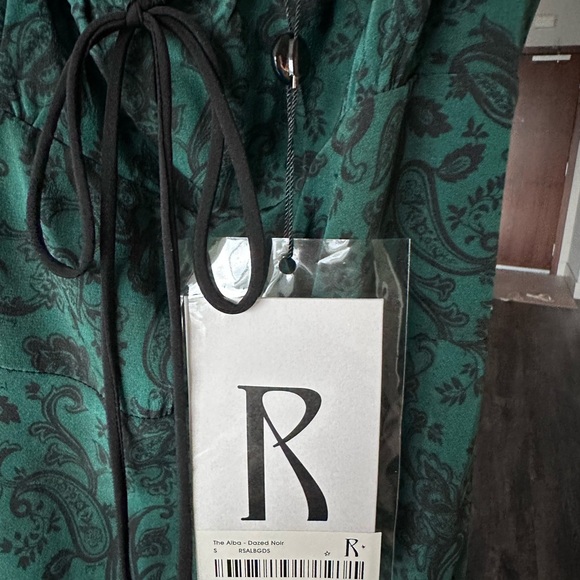 R
The Alba - Dazed Noir
S RSALBGDS R